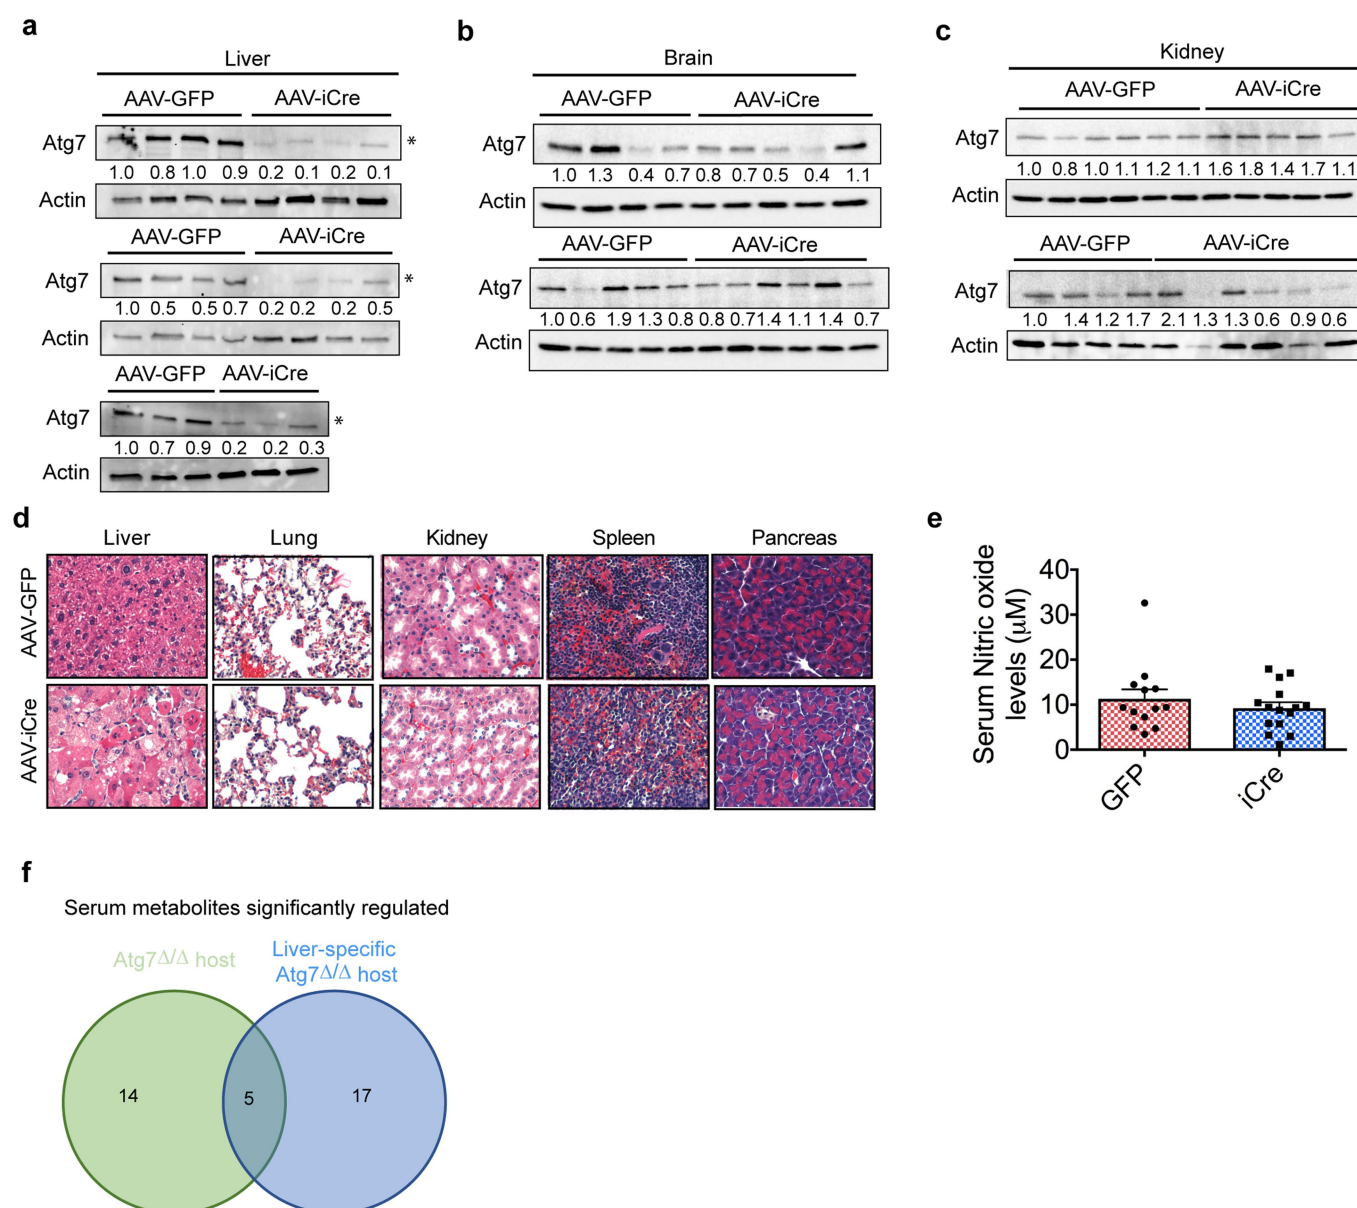 a
Liver
AAV-GFP AAV-iCre
Atg7 *
1.0 0.8 1.0 0.9 0.2 0.1 0.2 0.1
Actin
AAV-GFP AAV-iCre
Atg7 *
1.0 0.5 0.5 0.7 0.2 0.2 0.2 0.5
Actin
AAV-GFP AAV-iCre
Atg7 *
1.0 0.7 0.9 0.2 0.2 0.3
Actin
b
Brain
AAV-GFP AAV-iCre
Atg7
1.0 1.3 0.4 0.7 0.8 0.7 0.5 0.4 1.1
Actin
AAV-GFP AAV-iCre
Atg7
1.0 0.6 1.9 1.3 0.8 0.8 0.7 1.4 1.1 1.4 0.7
Actin
c
Kidney
AAV-GFP AAV-iCre
Atg7
1.0 0.8 1.0 1.1 1.2 1.1 1.6 1.8 1.4 1.7 1.1
Actin
AAV-GFP AAV-iCre
Atg7
1.0 1.4 1.2 1.7 2.1 1.3 1.3 0.6 0.9 0.6
Actin
d
Liver Lung Kidney Spleen Pancreas
AAV-GFP
AAV-iCre
e
Serum Nitric oxide
levels (μM)
40
30
20
10
0
GFP iCre
f
Serum metabolites significantly regulated
Atg7Δ/Δ host
Liver-specific
Atg7Δ/Δ host
14 5 17